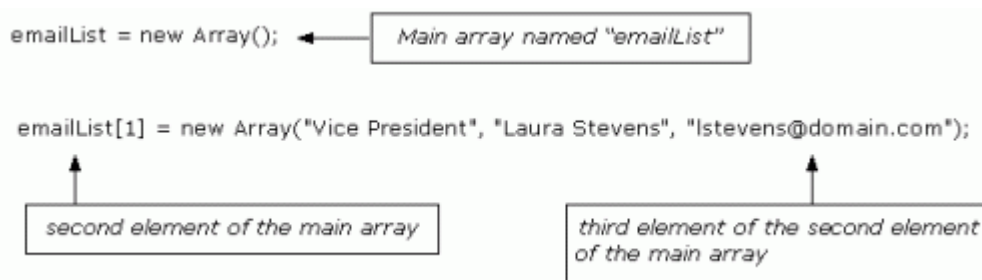 emailList = new Array();
Main array named "emailList"
emailList[1] = new Array("Vice President", "Laura Stevens", "lstevens@domain.com");
second element of the main array
third element of the second element
of the main array